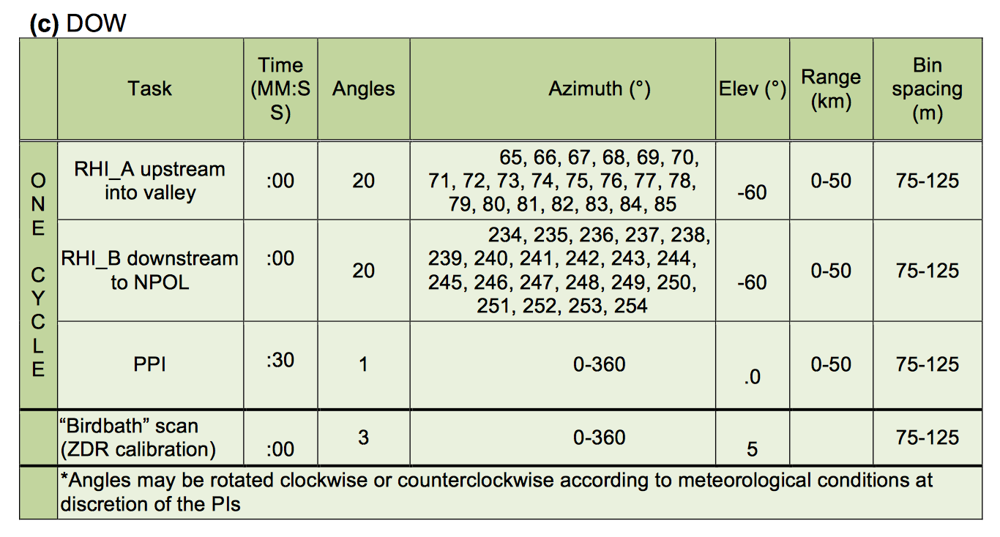 (c) DOW
Task
Time
(MM:S
S)
Angles
Azimuth (°)
Elev (°)
Range
(km)
Bin
spacing
(m)
O
N
E
C
Y
C
L
E
RHI_A upstream
into valley
:00
20
65, 66, 67, 68, 69, 70,
71, 72, 73, 74, 75, 76, 77, 78,
79, 80, 81, 82, 83, 84, 85
-60
0-50
75-125
RHI_B downstream
to NPOL
:00
20
234, 235, 236, 237, 238,
239, 240, 241, 242, 243, 244,
245, 246, 247, 248, 249, 250,
251, 252, 253, 254
-60
0-50
75-125
PPI
:30
1
0-360
.0
0-50
75-125
“Birdbath” scan
(ZDR calibration)
:00
3
0-360
5
75-125
*Angles may be rotated clockwise or counterclockwise according to meteorological conditions at
discretion of the PIs